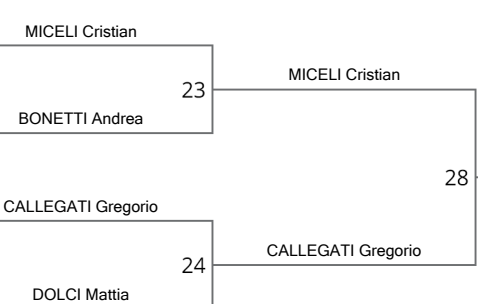 MICELI Cristian
23
BONETTI Andrea
MICELI Cristian
28
CALLEGATI Gregorio
24
DOLCI Mattia
CALLEGATI Gregorio